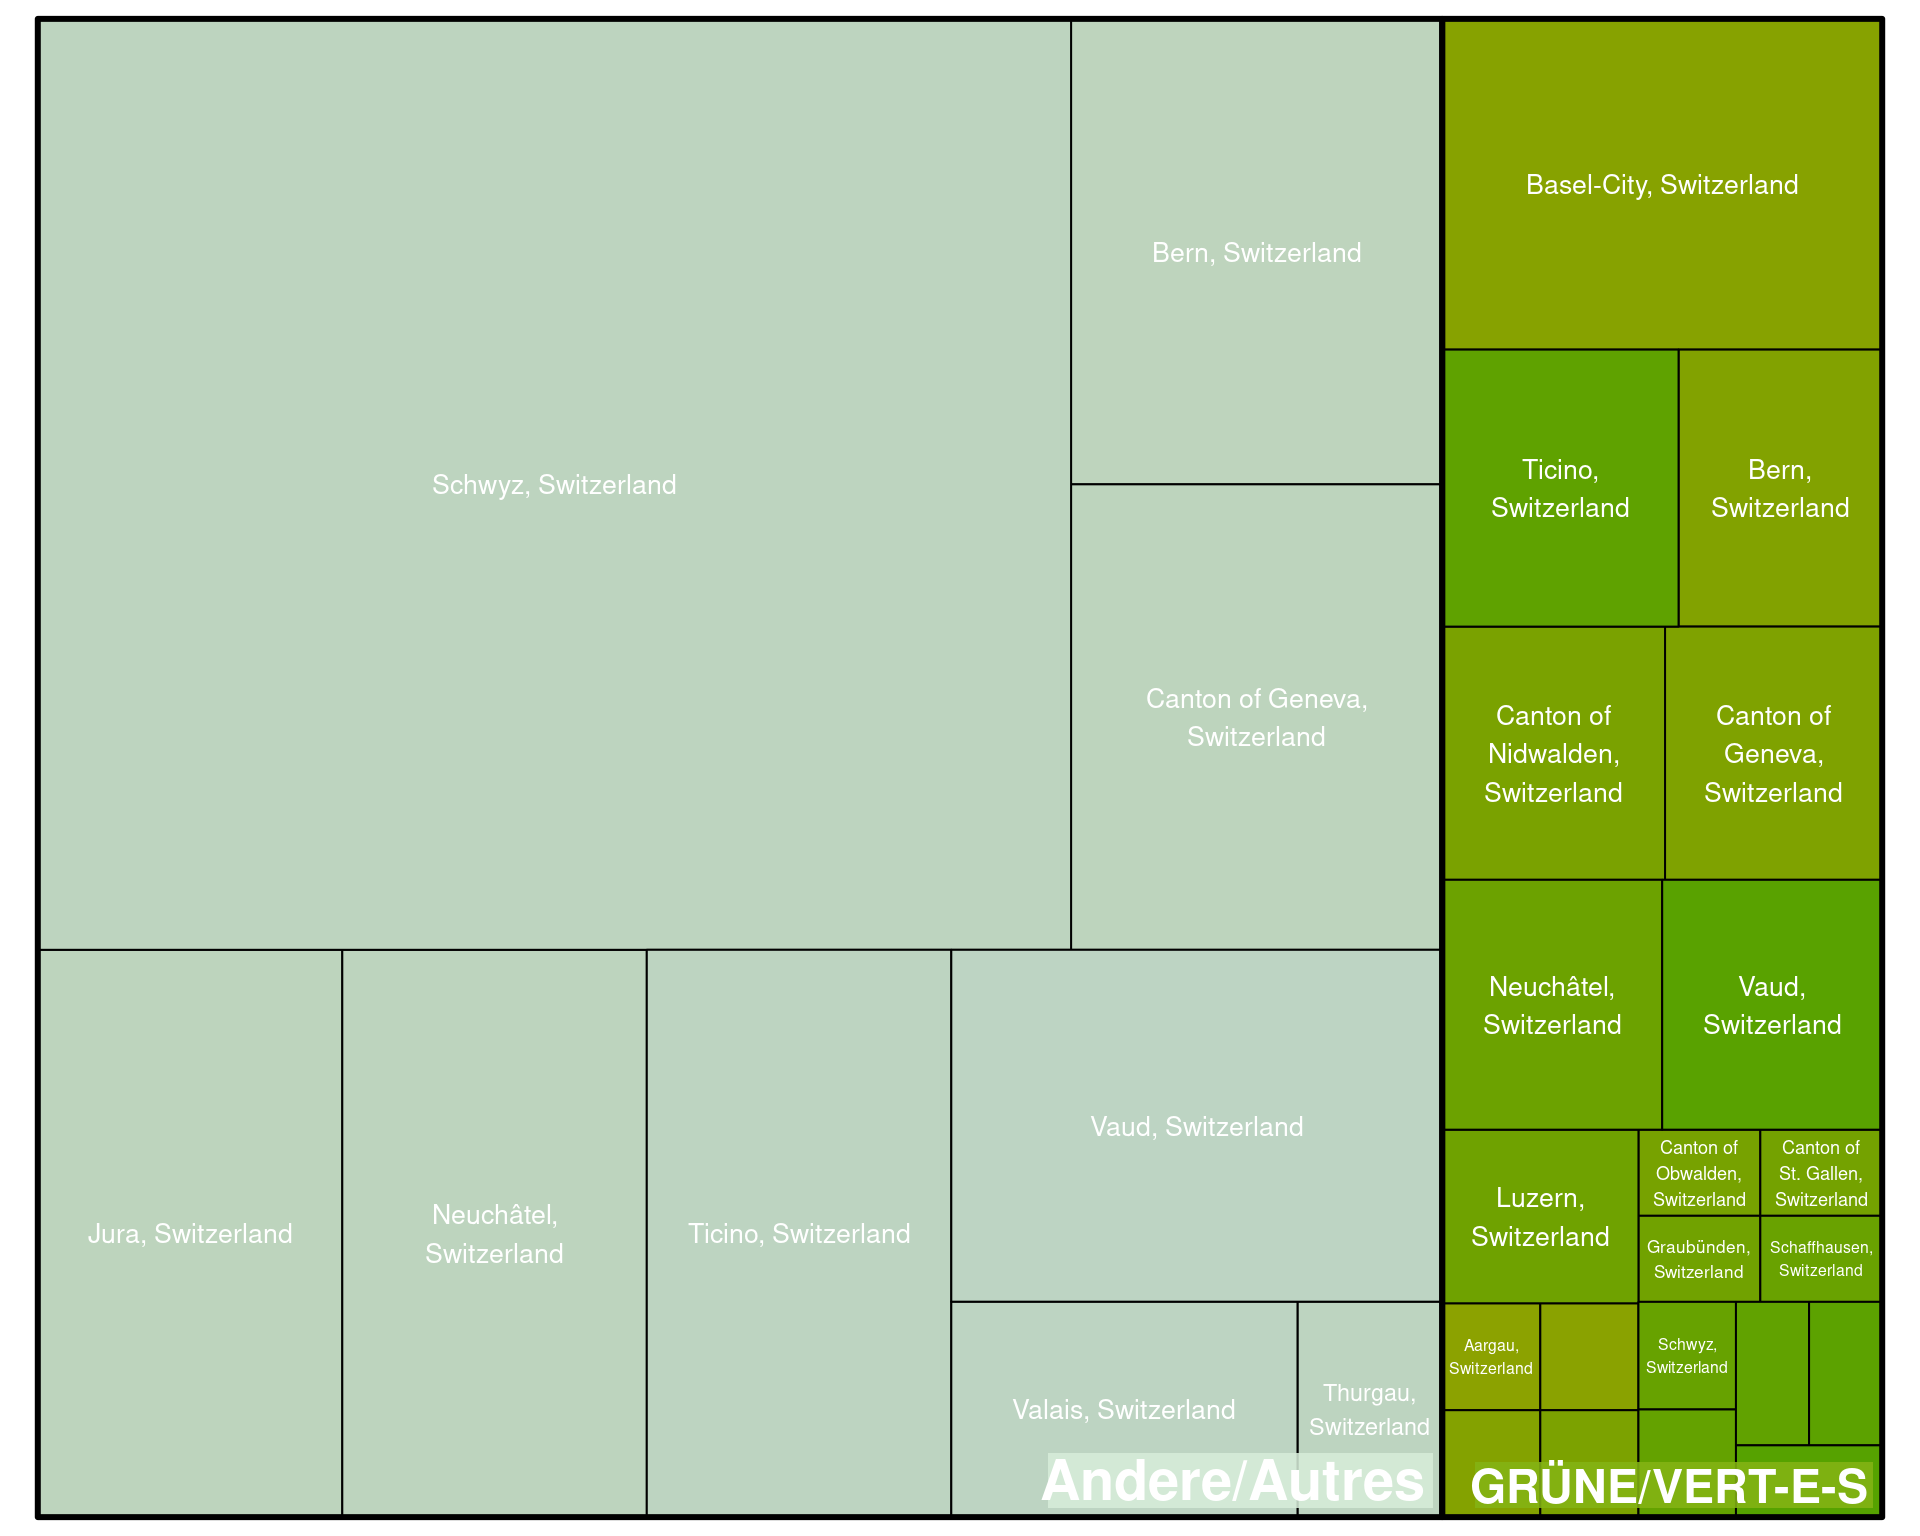 Schwyz, Switzerland
Bern, Switzerland
Canton of Geneva,
Switzerland
Jura, Switzerland
Neuchâtel,
Switzerland
Ticino, Switzerland
Vaud, Switzerland
Valais, Switzerland
Thurgau,
Switzerland
Andere/Autres
Basel-City, Switzerland
Ticino,
Switzerland
Bern,
Switzerland
Canton of
Nidwalden,
Switzerland
Canton of
Geneva,
Switzerland
Neuchâtel,
Switzerland
Vaud,
Switzerland
Luzern,
Switzerland
Canton of
Obwalden,
Switzerland
Canton of
St. Gallen,
Switzerland
Graubünden,
Switzerland
Schaffhausen,
Switzerland
Aargau,
Switzerland
Schwyz,
Switzerland
GRÜNE/VERT-E-S